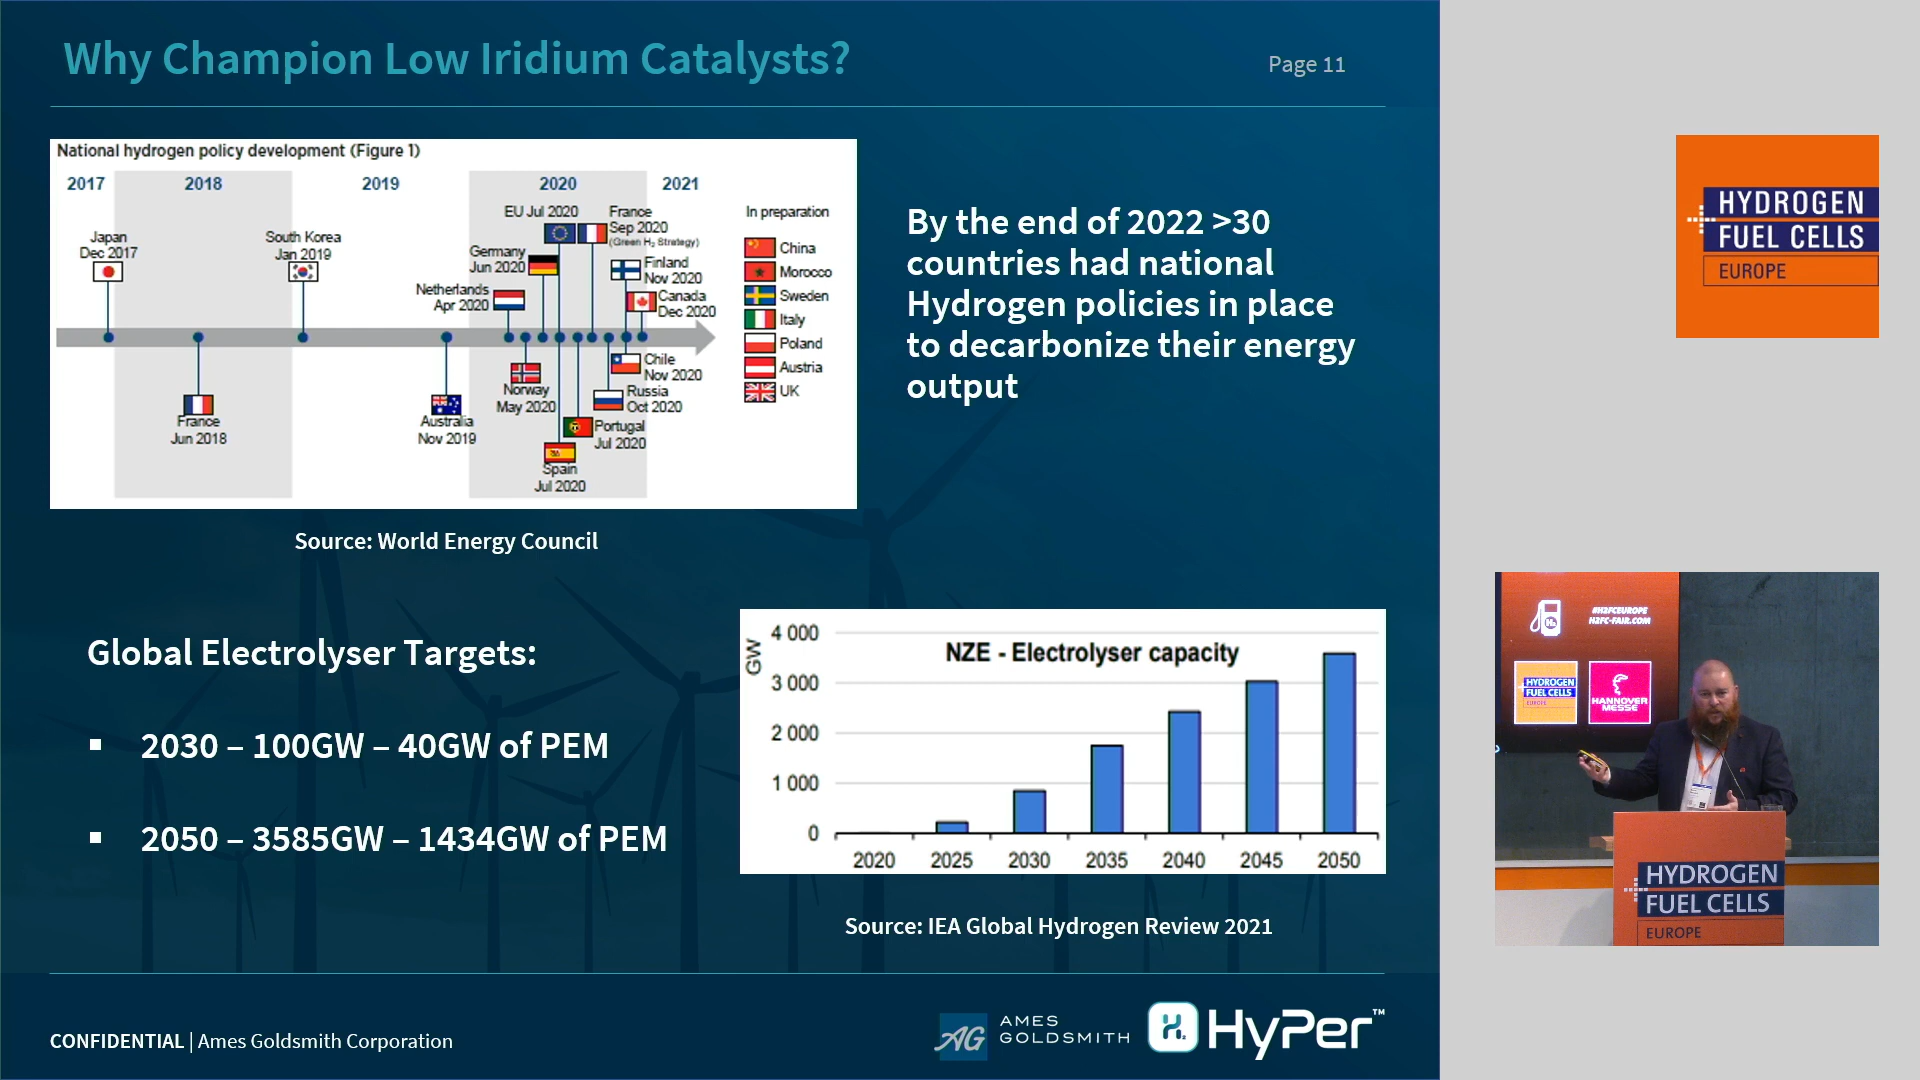 Why Champion Low Iridium Catalysts?
Page 11
National hydrogen policy development (Figure 1)
2017
2018
2019
2020
2021
Japan
Dec 2017
France
Jun 2018
South Korea
Jan 2019
Australia
Nov 2019
Netherlands
Apr 2020
Norway
May 2020
Germany
Jun 2020
EU Jul 2020
Spain
Jul 2020
Portugal
Jul 2020
France
Sep 2020
(Green H₂ Strategy)
Russia
Oct 2020
Finland
Nov 2020
Chile
Nov 2020
Canada
Dec 2020
In preparation
China
Morocco
Sweden
Italy
Poland
Austria
UK
Source: World Energy Council
By the end of 2022 >30
countries had national
Hydrogen policies in place
to decarbonize their energy
output
Global Electrolyser Targets:
▪ 2030 – 100GW – 40GW of PEM
▪ 2050 – 3585GW – 1434GW of PEM
NZE - Electrolyser capacity
GW
4 000
3 000
2 000
1 000
0
2020 2025 2030 2035 2040 2045 2050
Source: IEA Global Hydrogen Review 2021
CONFIDENTIAL | Ames Goldsmith Corporation
AG
AMES
GOLDSMITH
H₂
HyPer™
HYDROGEN
FUEL CELLS
EUROPE
#H2FCEUROPE
H2FC-FAIR.COM
H₂
HYDROGEN
FUEL CELLS
EUROPE
HANNOVER
MESSE
HYDROGEN
FUEL CELLS
EUROPE